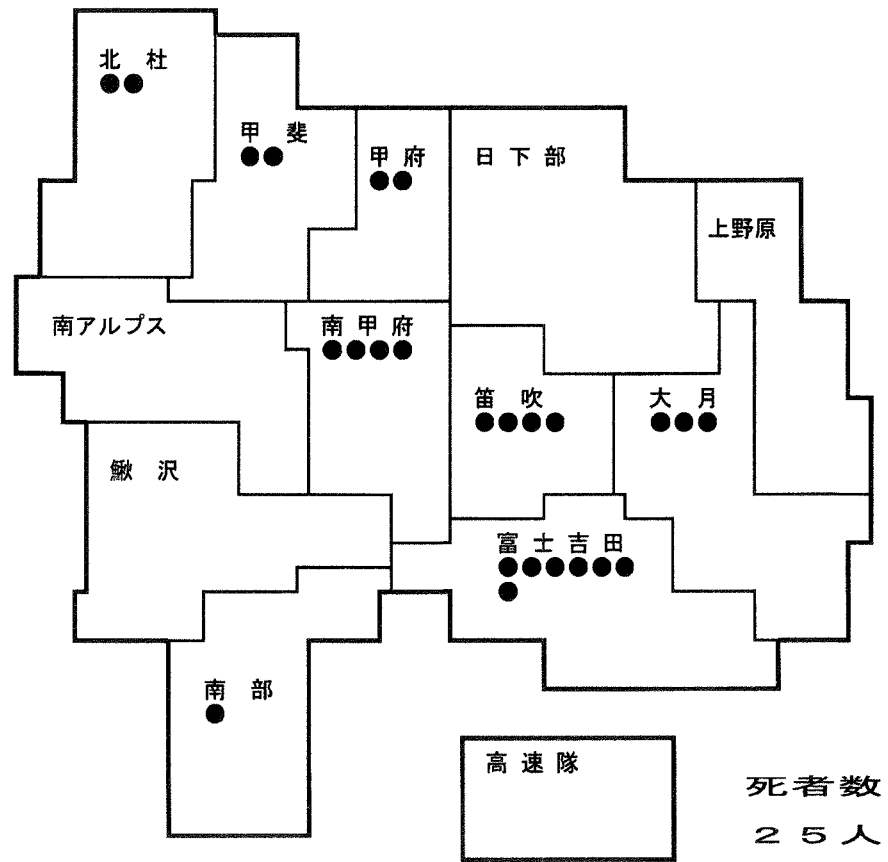 北杜
甲斐
甲府
日下部
上野原
南アルプス
南甲府
笛吹
大月
鰍沢
富士吉田
南部
高速隊
死者数
25人